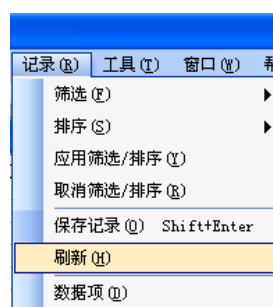 记录(R) 工具(T) 窗口(W)
筛选(F)
排序(S)
应用筛选/排序(Y)
取消筛选/排序(R)
保存记录(O) Shift+Enter
刷新(H)
数据项(D)